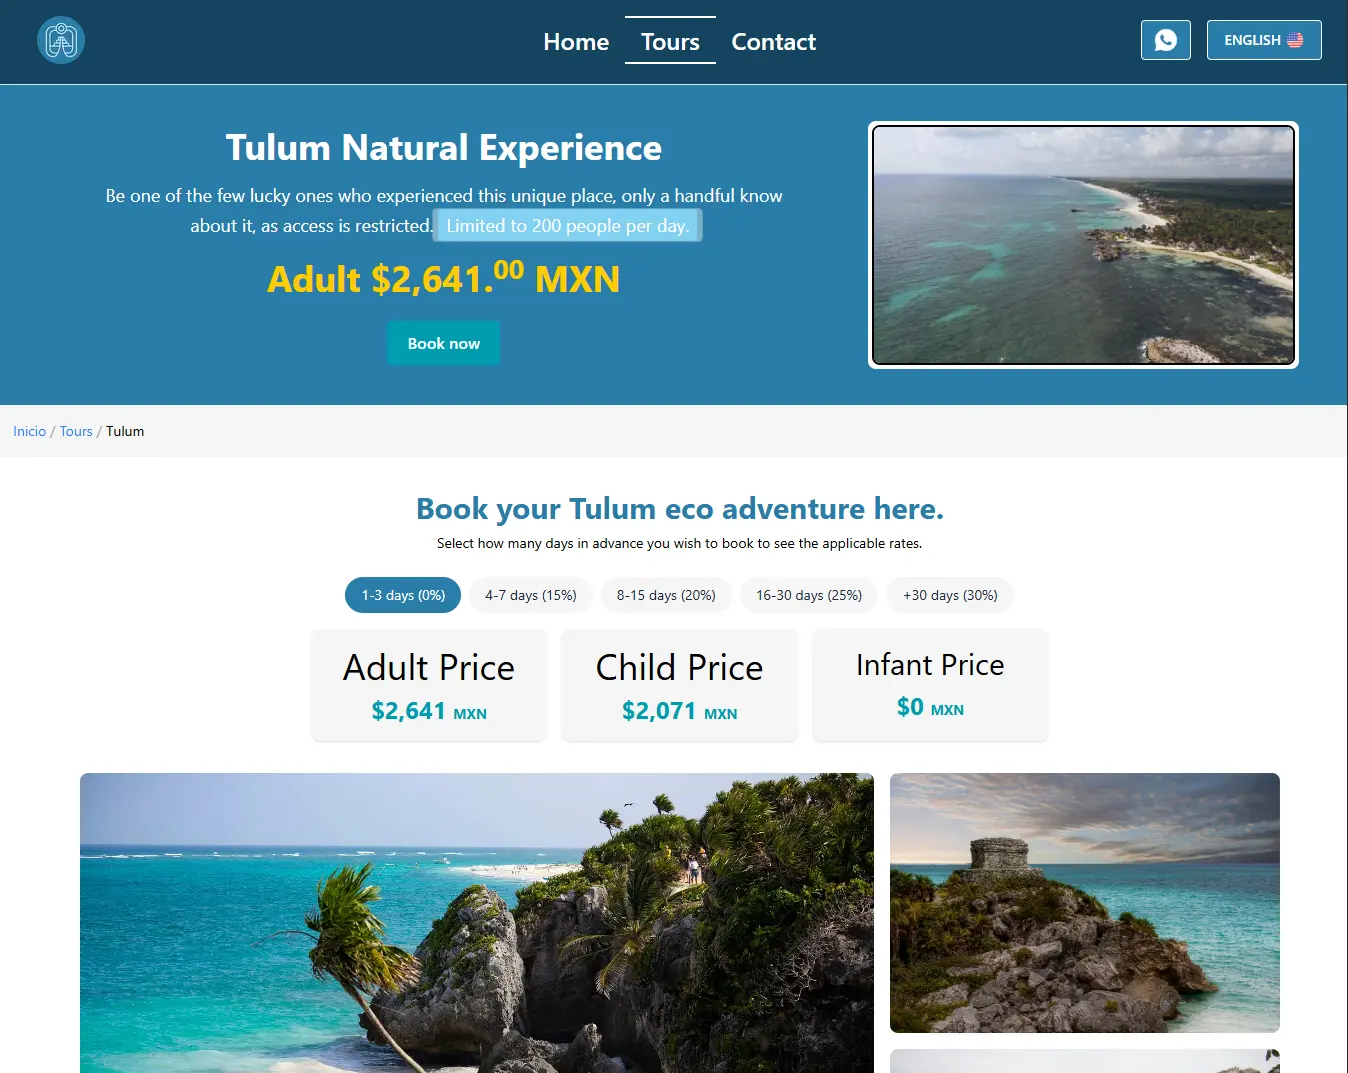 Home Tours Contact ENGLISH
Tulum Natural Experience
Be one of the few lucky ones who experienced this unique place, only a handful know
about it, as access is restricted. Limited to 200 people per day.
Adult $2,641.00 MXN
Book now
Inicio / Tours / Tulum
Book your Tulum eco adventure here.
Select how many days in advance you wish to book to see the applicable rates.
1-3 days (0%) 4-7 days (15%) 8-15 days (20%) 16-30 days (25%) +30 days (30%)
Adult Price Child Price Infant Price
$2,641 MXN $2,071 MXN $0 MXN